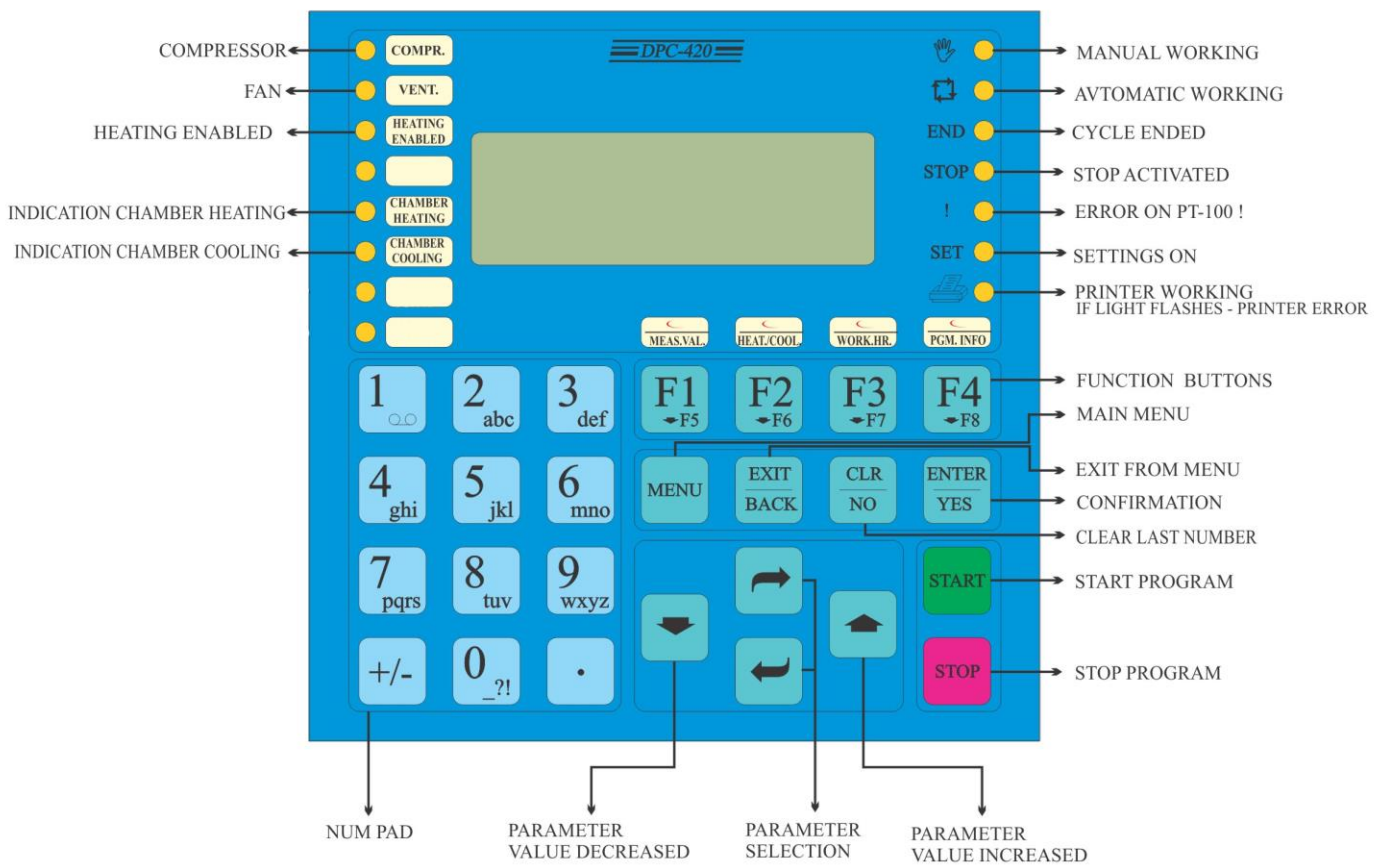 DPC-420
COMPRESSOR
COMPR.
MANUAL WORKING
FAN
VENT.
AVTOMATIC WORKING
HEATING ENABLED
HEATING
ENABLED
END
CYCLE ENDED
STOP
STOP ACTIVATED
INDICATION CHAMBER HEATING
CHAMBER
HEATING
!
ERROR ON PT-100 !
INDICATION CHAMBER COOLING
CHAMBER
COOLING
SET
SETTINGS ON
PRINTER WORKING
IF LIGHT FLASHES - PRINTER ERROR
MEAS.VAL.
HEAT./COOL.
WORK.HR.
PGM. INFO
1
2
abc
3
def
F1
F5
F2
F6
F3
F7
F4
F8
FUNCTION BUTTONS
MAIN MENU
4
ghi
5
jkl
6
mno
MENU
EXIT
BACK
CLR
NO
ENTER
YES
EXIT FROM MENU
CONFIRMATION
CLEAR LAST NUMBER
7
pqrs
8
tuv
9
wxyz
START
START PROGRAM
+/-
0
_?!
.
STOP
STOP PROGRAM
NUM PAD
PARAMETER
VALUE DECREASED
PARAMETER
SELECTION
PARAMETER
VALUE INCREASED